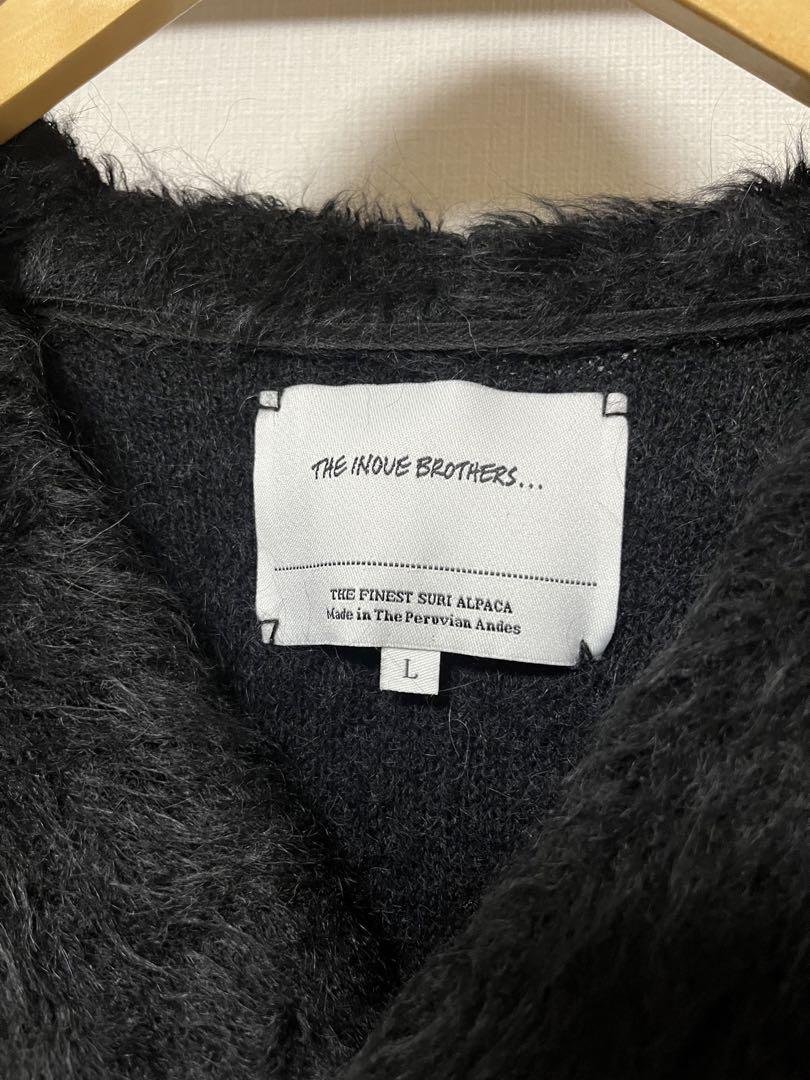 THE INOUE BROTHERS...
THE FINEST SURI ALPACA
Made in The Peruvian Andes
L